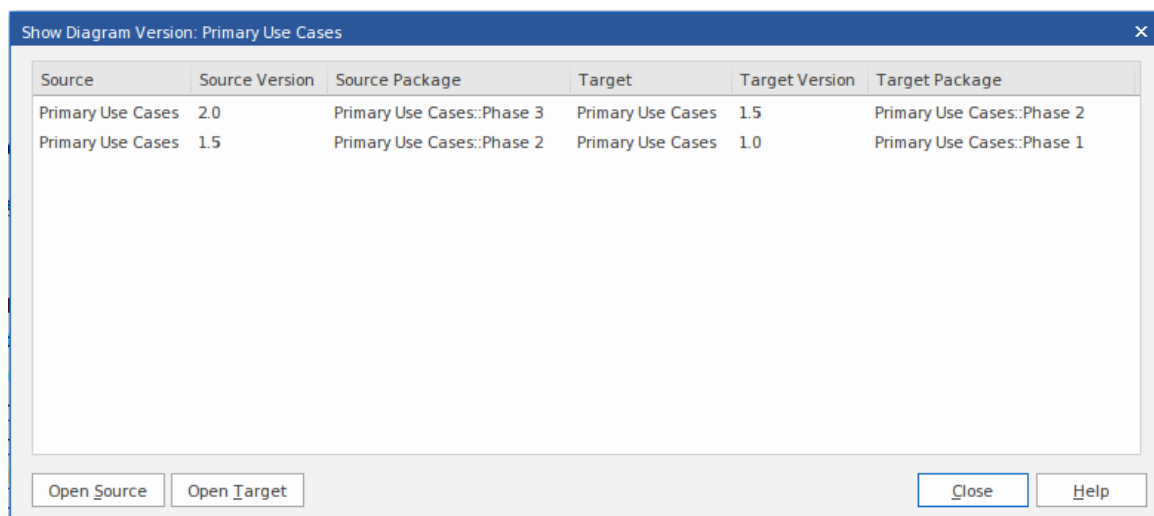 Show Diagram Version: Primary Use Cases
Source Source Version Source Package Target Target Version Target Package
Primary Use Cases 2.0 Primary Use Cases::Phase 3 Primary Use Cases 1.5 Primary Use Cases::Phase 2
Primary Use Cases 1.5 Primary Use Cases::Phase 2 Primary Use Cases 1.0 Primary Use Cases::Phase 1
Open Source Open Target Close Help